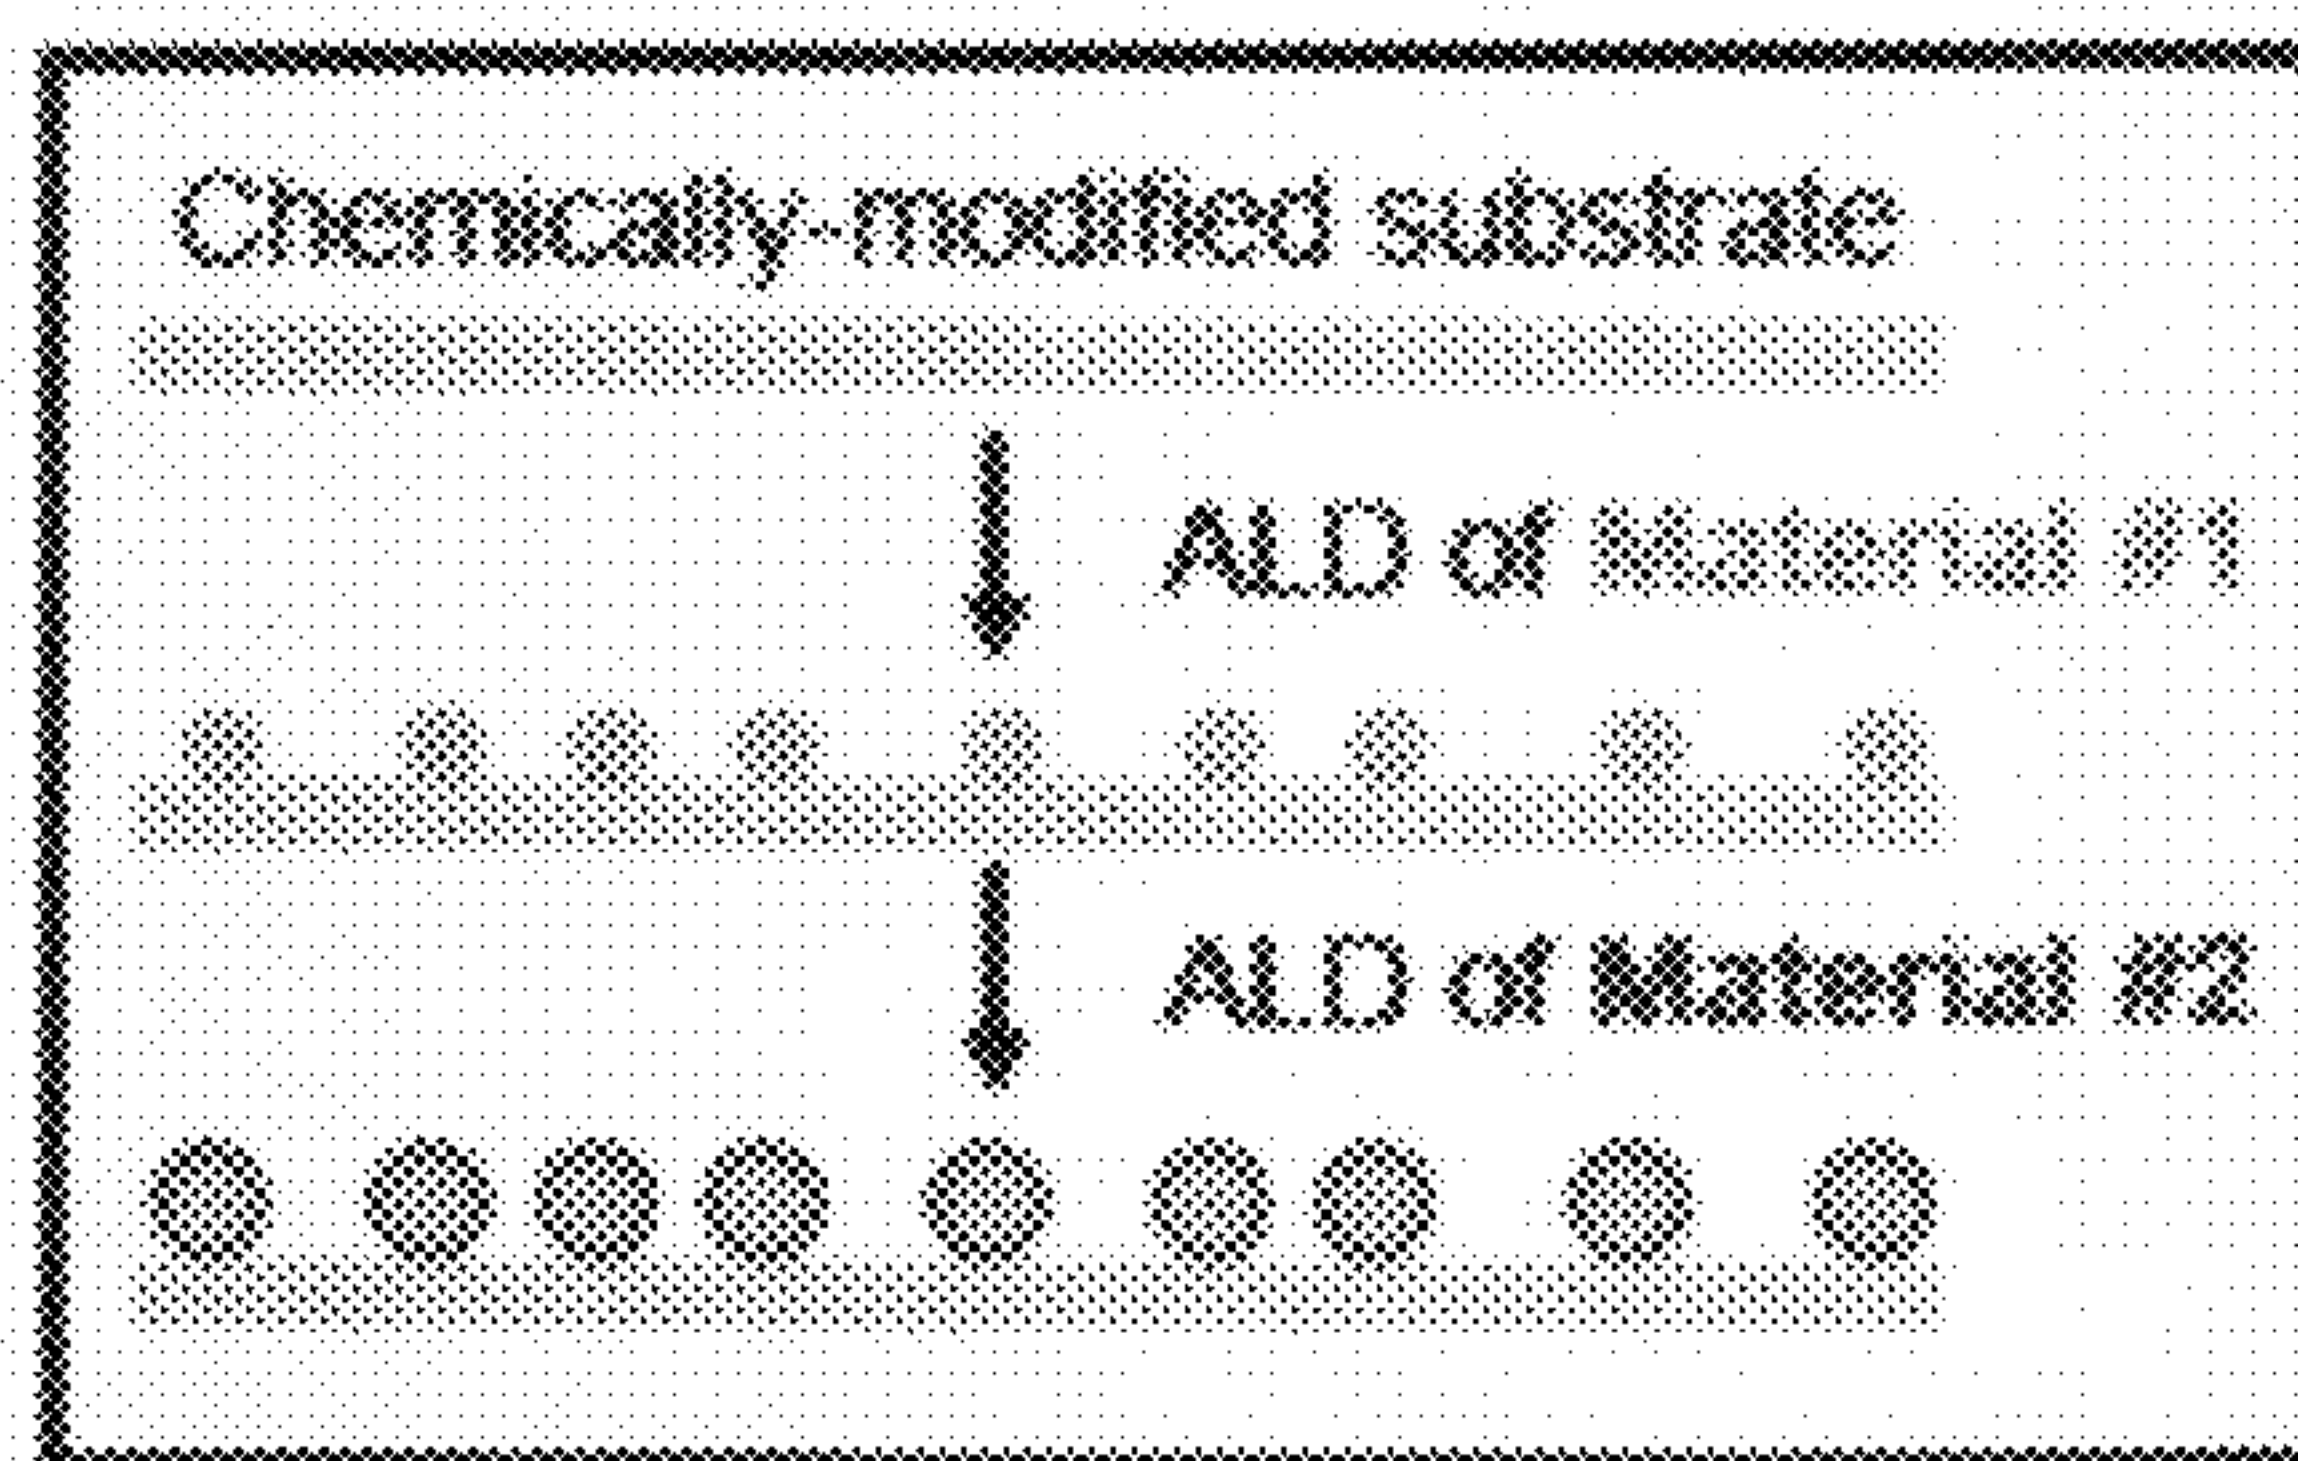 Chemically-modified substrate
ALD of Material #1
ALD of Material #2